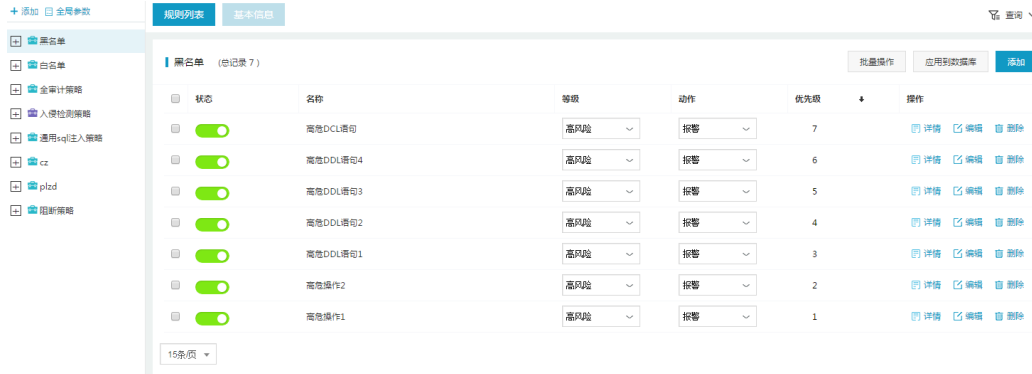 + 添加 全局参数
黑名单
白名单
全审计策略
入侵检测策略
通用sql注入策略
cz
plzd
阻断策略
规则列表 基本信息
查询
黑名单 (总记录 7 )
批量操作 应用到数据库 添加
状态 名称 等级 动作 优先级 操作
高危DCL语句 高风险 报警 7 详情 编辑 删除
高危DDL语句4 高风险 报警 6 详情 编辑 删除
高危DDL语句3 高风险 报警 5 详情 编辑 删除
高危DDL语句2 高风险 报警 4 详情 编辑 删除
高危DDL语句1 高风险 报警 3 详情 编辑 删除
高危操作2 高风险 报警 2 详情 编辑 删除
高危操作1 高风险 报警 1 详情 编辑 删除
15条/页